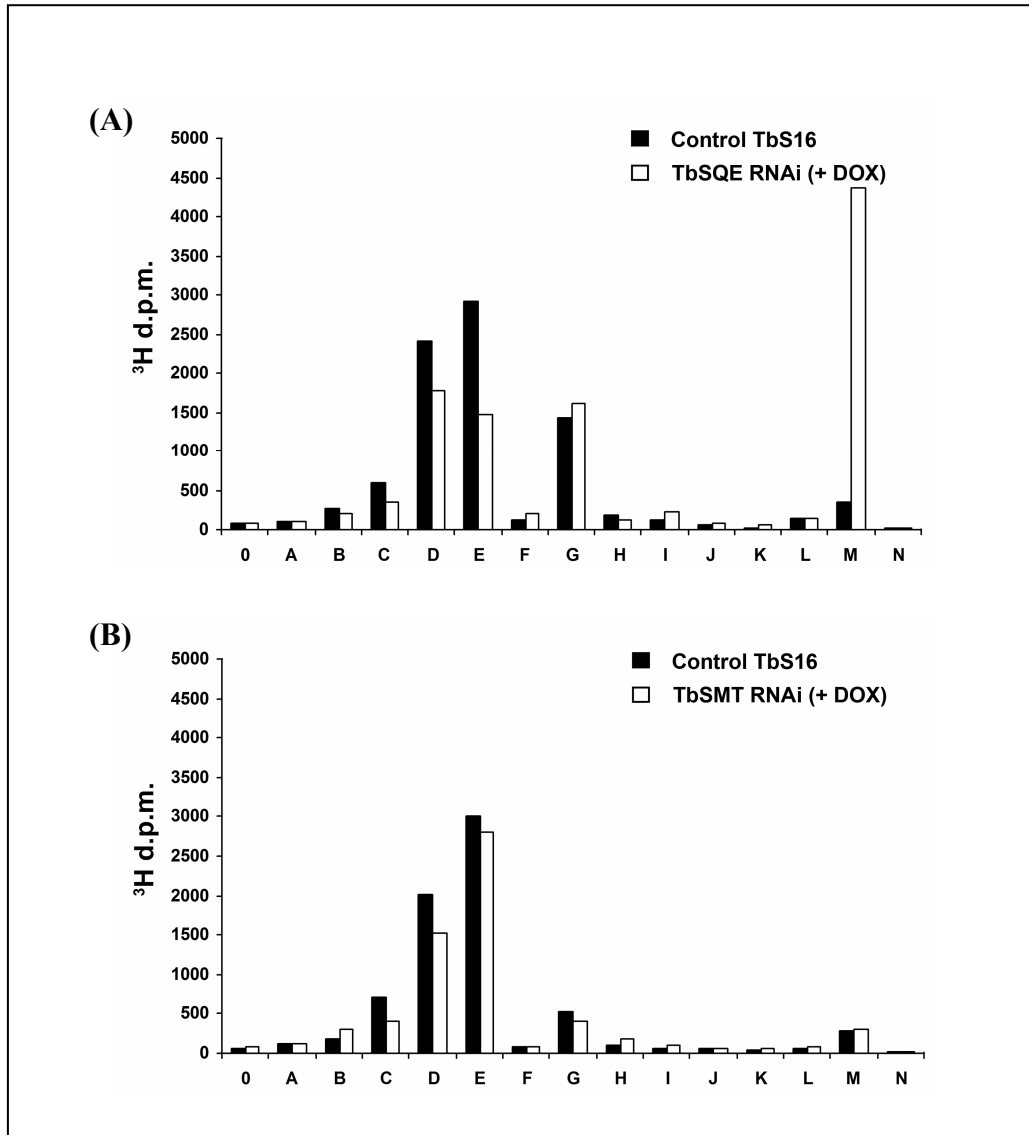 (A)
5000
4500
4000
3500
3000
2500
2000
1500
1000
500
0
³H d.p.m.
Control TbS16
TbSQE RNAi (+ DOX)
0 A B C D E F G H I J K L M N
(B)
5000
4500
4000
3500
3000
2500
2000
1500
1000
500
0
³H d.p.m.
Control TbS16
TbSMT RNAi (+ DOX)
0 A B C D E F G H I J K L M N